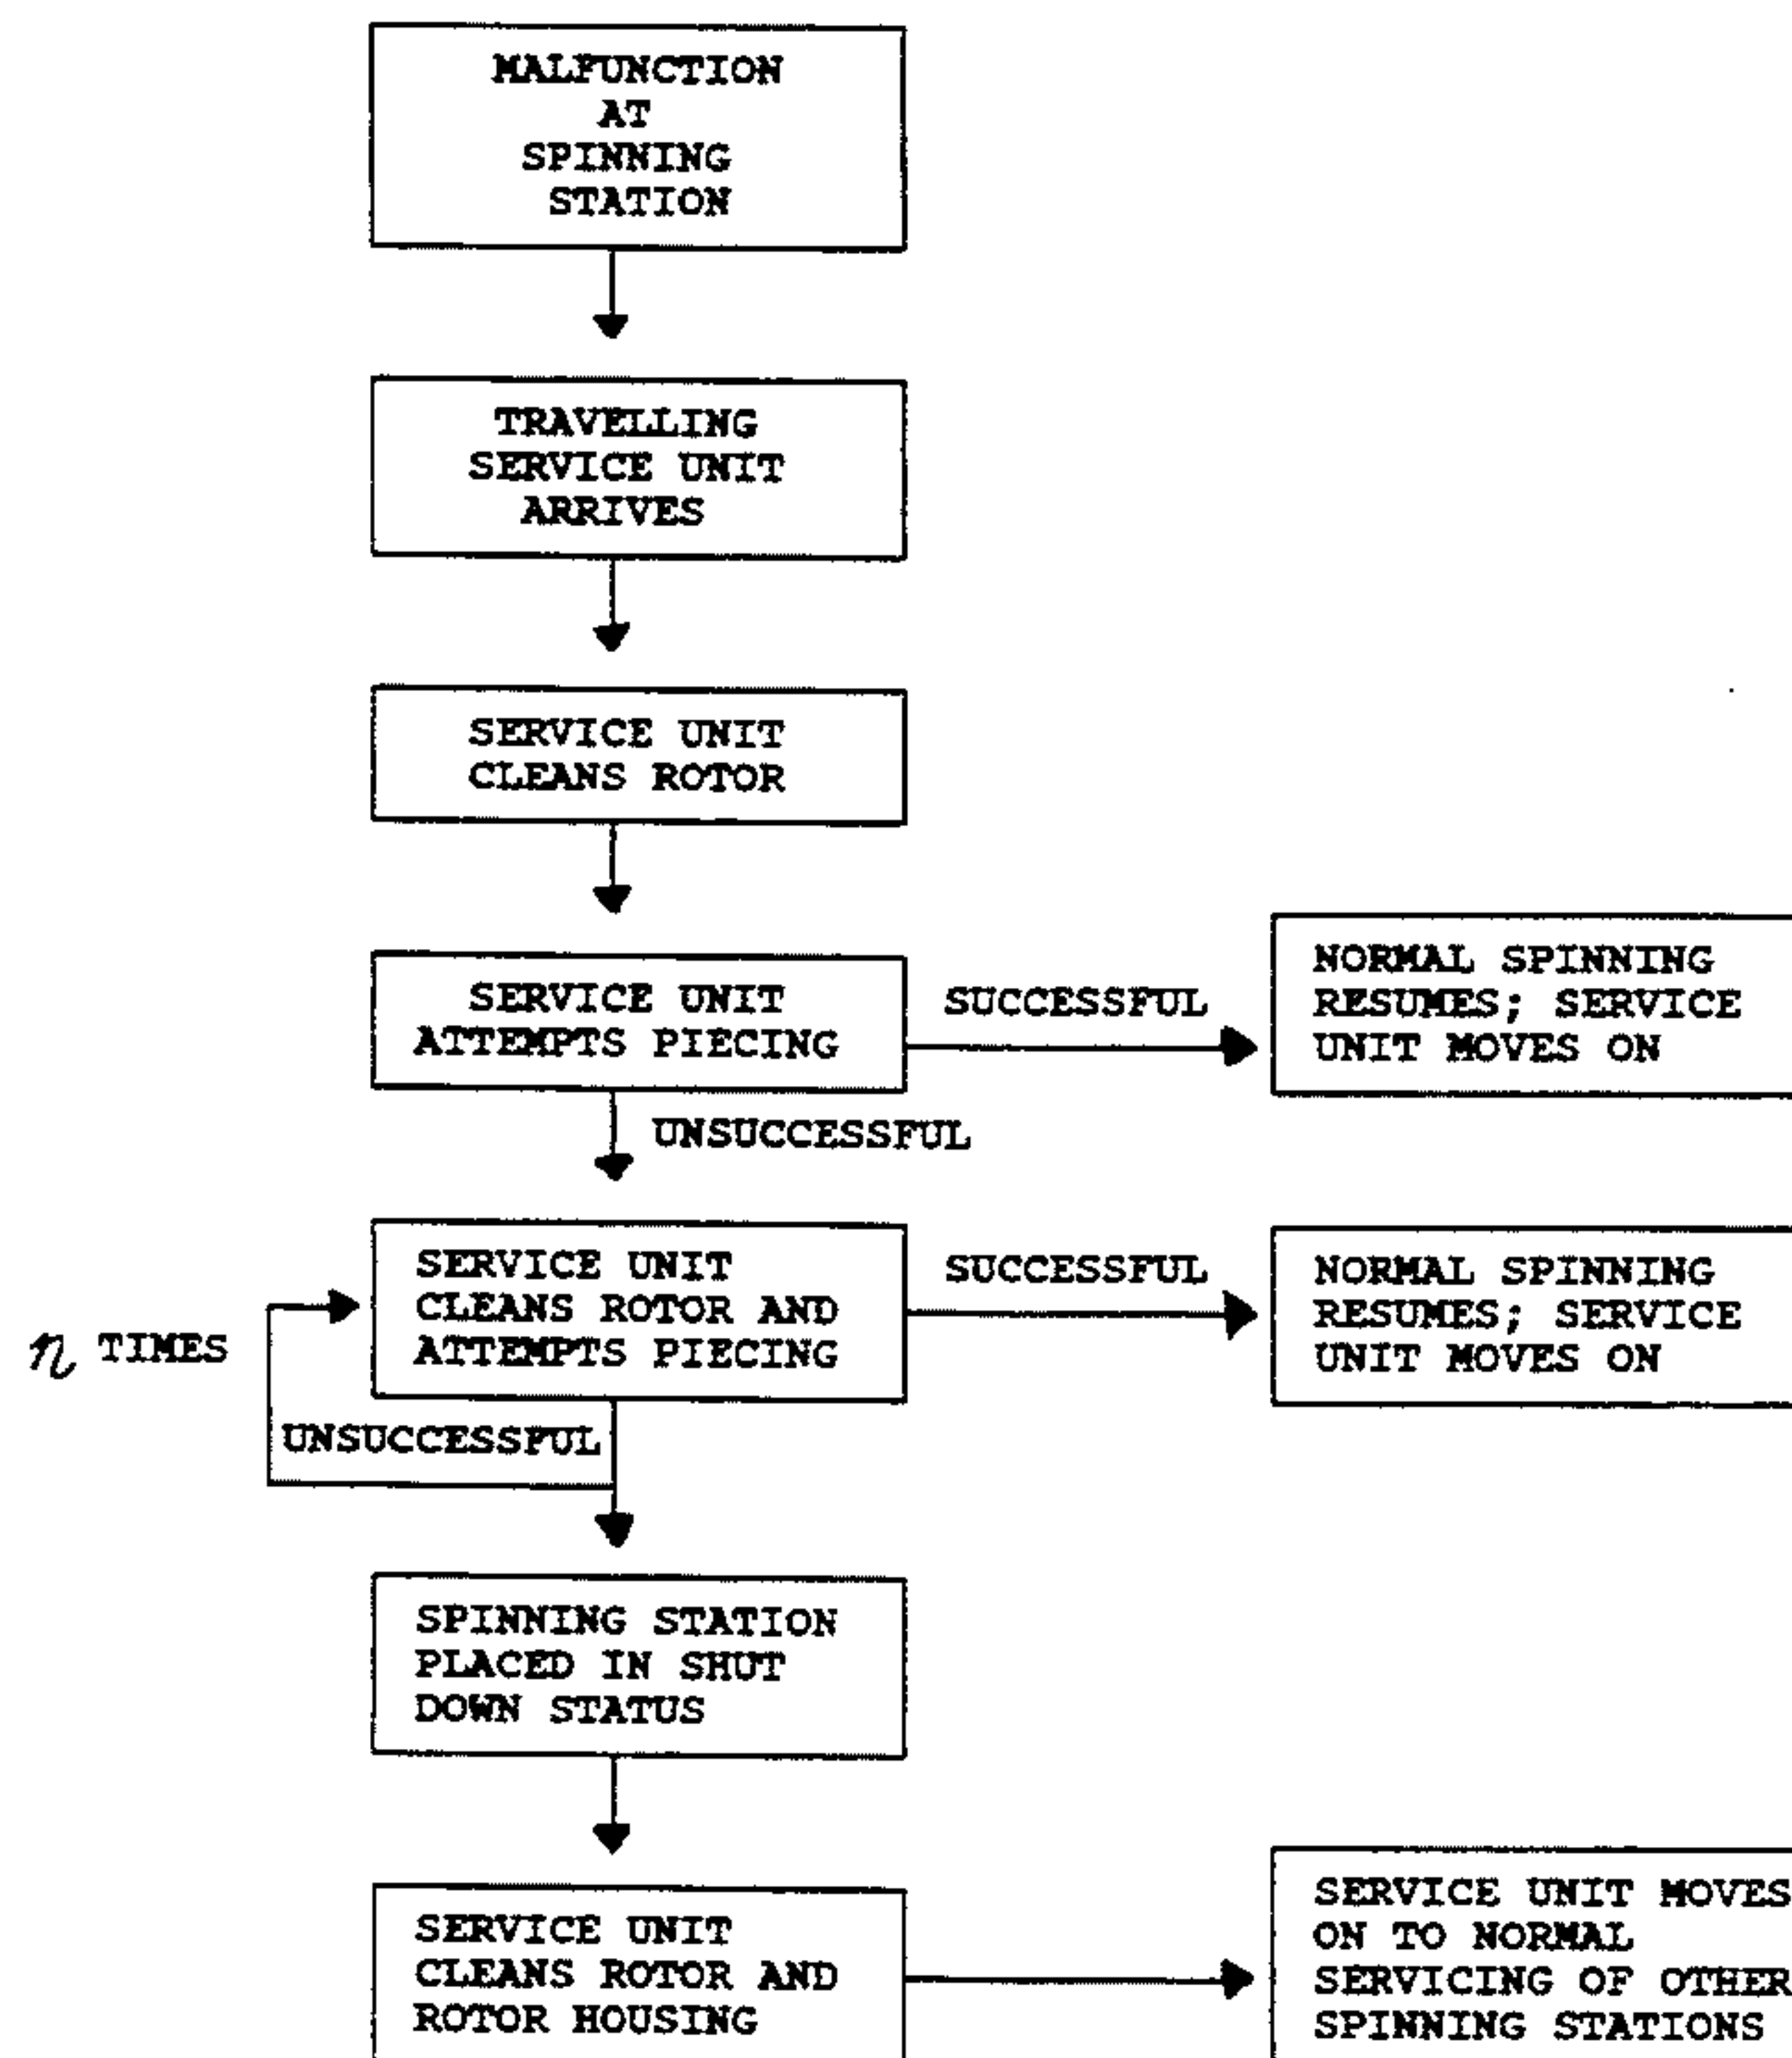 MALFUNCTION
AT
SPINNING
STATION
TRAVELLING
SERVICE UNIT
ARRIVES
SERVICE UNIT
CLEANS ROTOR
SERVICE UNIT
ATTEMPTS PIECING
SUCCESSFUL
NORMAL SPINNING
RESUMES; SERVICE
UNIT MOVES ON
UNSUCCESSFUL
SERVICE UNIT
CLEANS ROTOR AND
ATTEMPTS PIECING
SUCCESSFUL
NORMAL SPINNING
RESUMES; SERVICE
UNIT MOVES ON
n TIMES
UNSUCCESSFUL
SPINNING STATION
PLACED IN SHUT
DOWN STATUS
SERVICE UNIT
CLEANS ROTOR AND
ROTOR HOUSING
SERVICE UNIT MOVES
ON TO NORMAL
SERVICING OF OTHER
SPINNING STATIONS